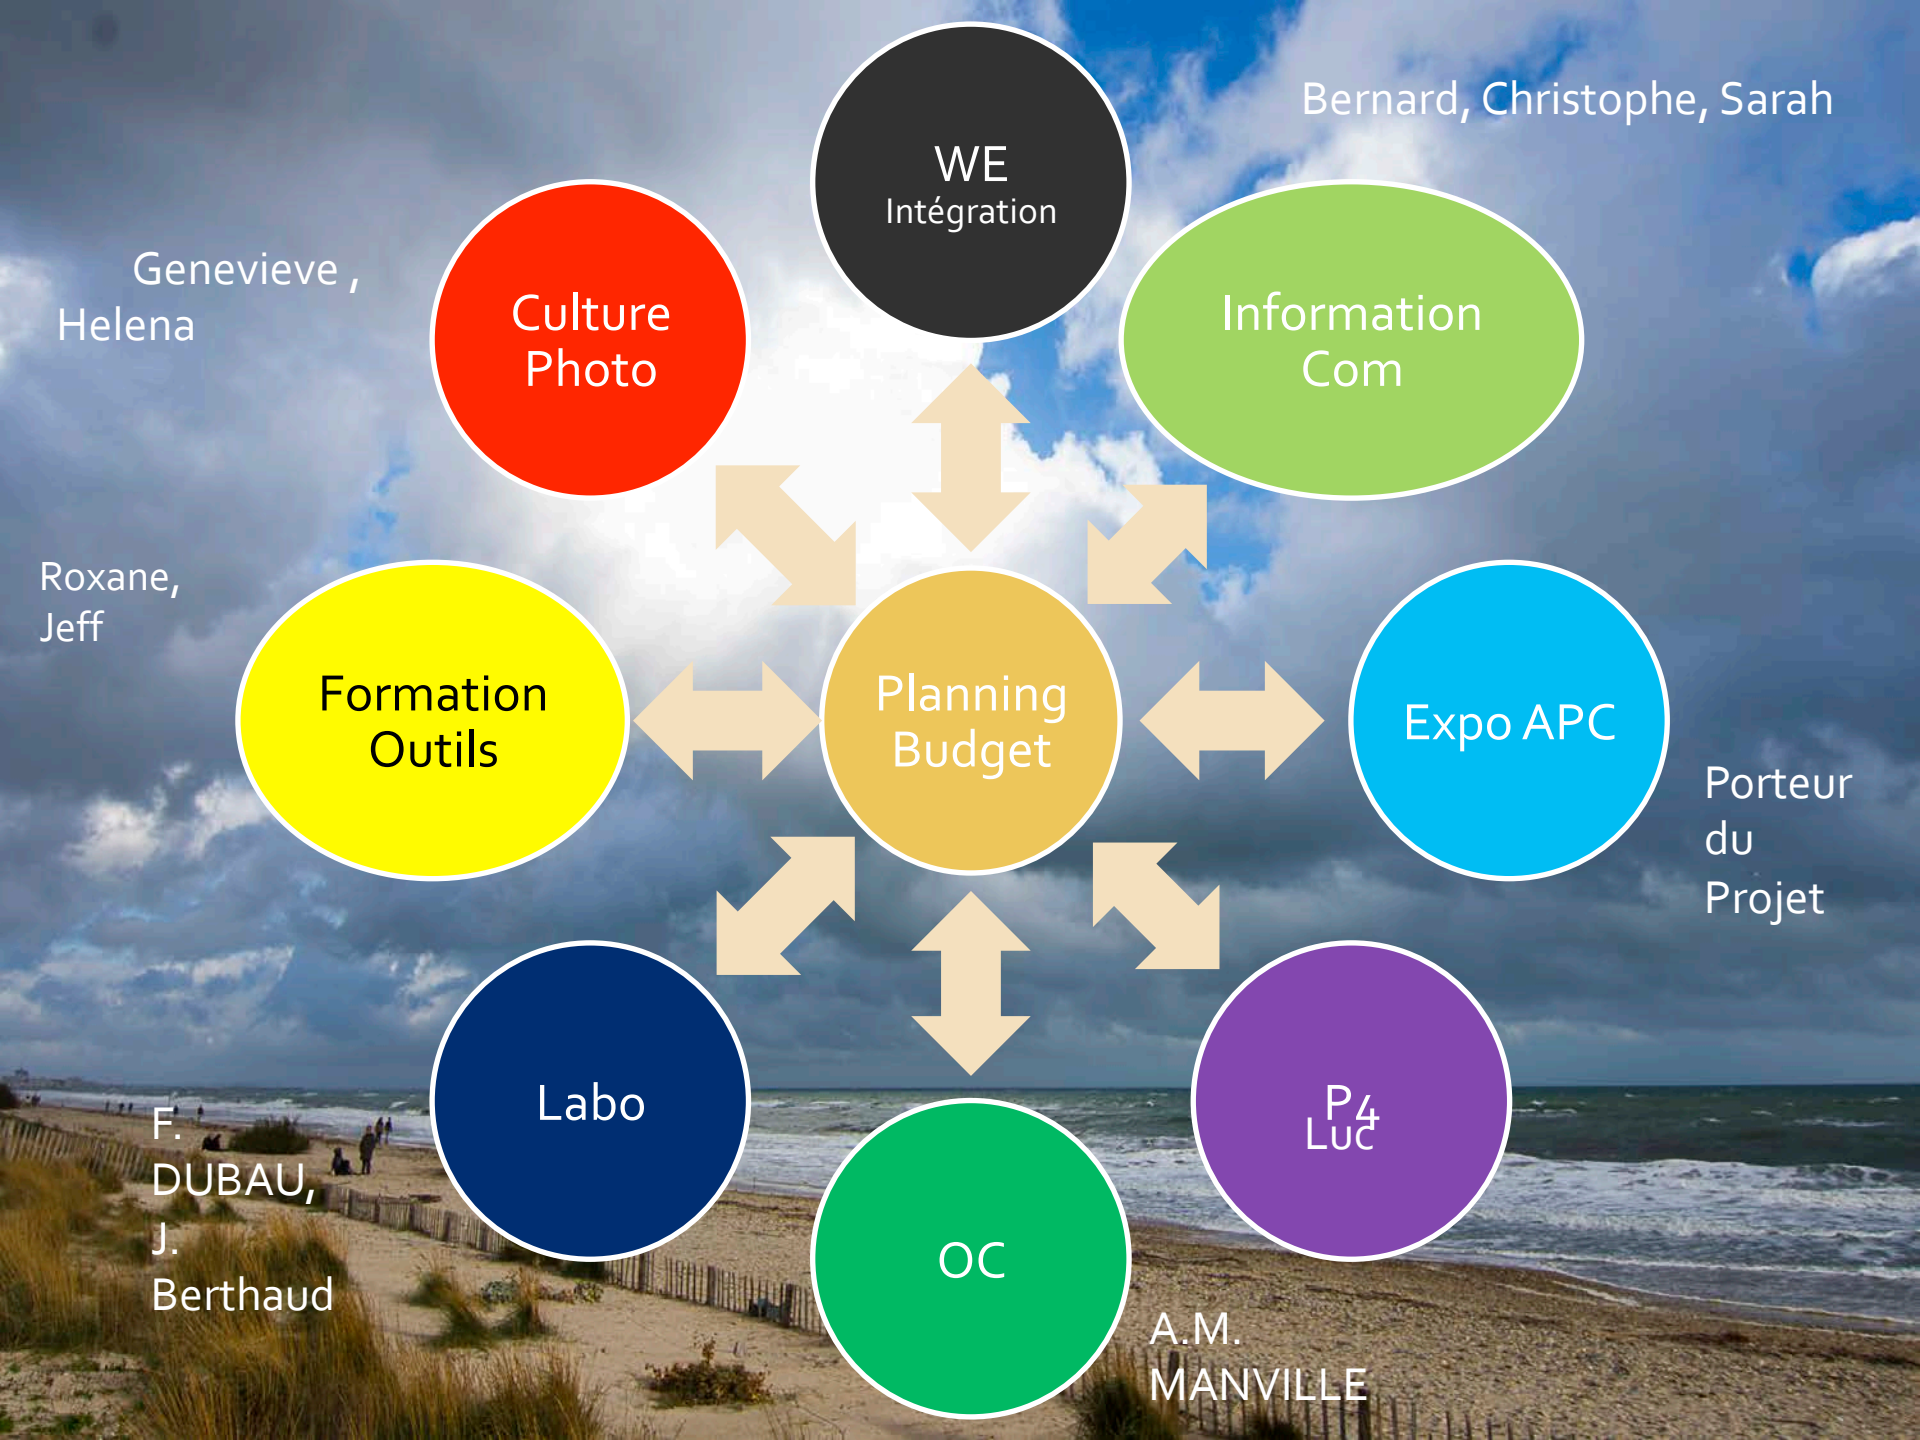 Bernard, Christophe, Sarah
WE
Intégration
Genevieve ,
Helena
Culture
Photo
Information
Com
Roxane,
Jeff
Formation
Outils
Planning
Budget
Expo APC
Porteur
du
Projet
Labo
P4
Luc
F.
DUBAU,
J.
Berthaud
OC
A.M.
MANVILLE